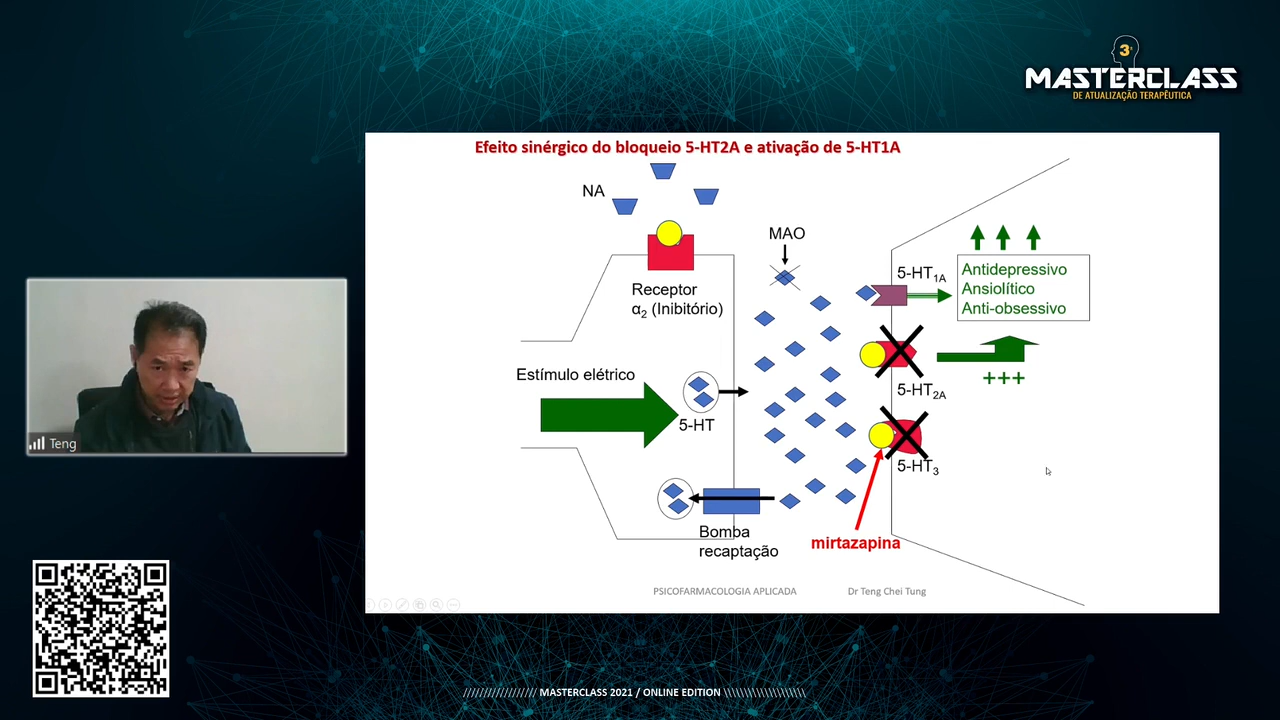 3ª
MASTERCLASS
DE ATUALIZAÇÃO TERAPÊUTICA
Efeito sinérgico do bloqueio 5-HT2A e ativação de 5-HT1A
NA
MAO
5-HT1A
Receptor
α2 (Inibitório)
Antidepressivo
Ansiolítico
Anti-obsessivo
Estímulo elétrico
5-HT
5-HT2A
+++
5-HT3
Bomba
recaptação
mirtazapina
PSICOFARMACOLOGIA APLICADA
Dr Teng Chei Tung
Teng
////////////////// MASTERCLASS 2021 / ONLINE EDITION \\\\\\\\\\\\\\\\\\\\